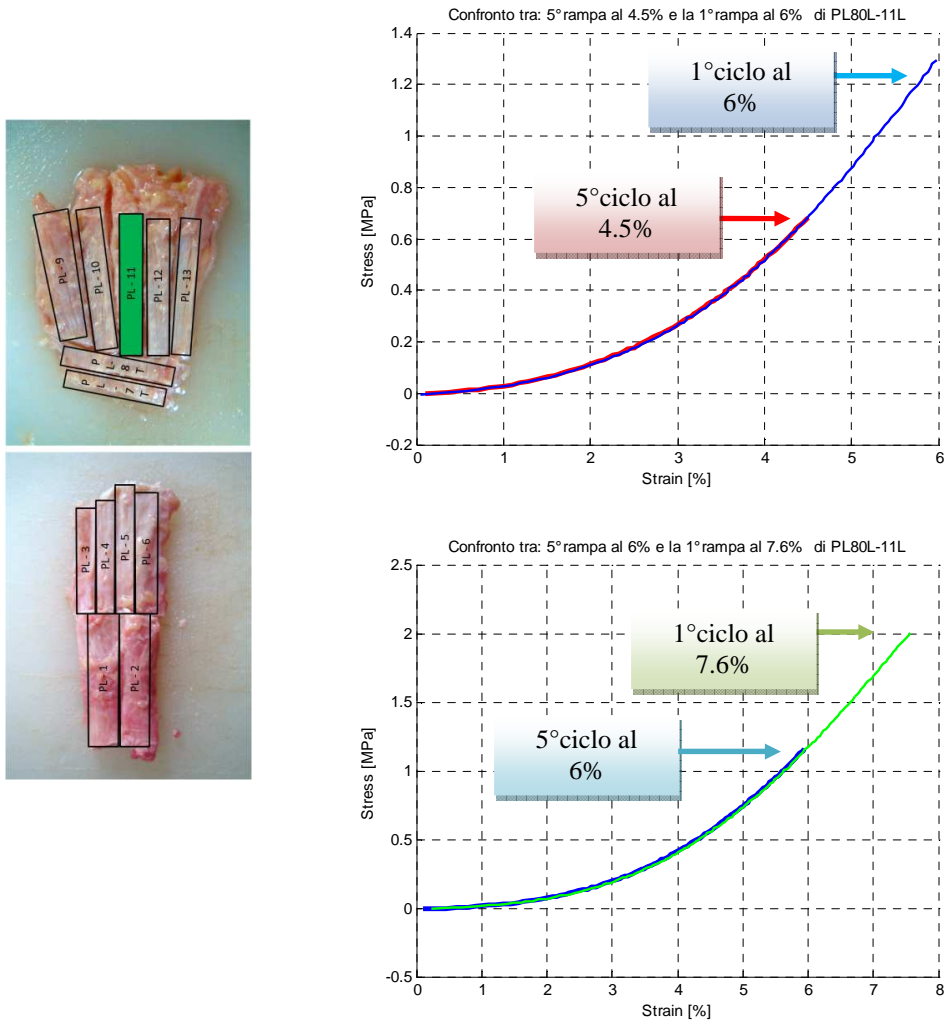 PL - 9
PL - 10
PL - 11
PL - 12
PL - 13
P L - 8 T
P L - 7 T
PL - 3
PL - 4
PL - 5
PL - 6
PL - 1
PL - 2
Confronto tra: 5°rampa al 4.5% e la 1°rampa al 6% di PL80L-11L
1.4
1.2
1
0.8
0.6
0.4
0.2
0
-0.2
Stress [MPa]
1°ciclo al
6%
5°ciclo al
4.5%
0 1 2 3 4 5 6
Strain [%]
Confronto tra: 5°rampa al 6% e la 1°rampa al 7.6% di PL80L-11L
2.5
2
1.5
1
0.5
0
-0.5
Stress [MPa]
1°ciclo al
7.6%
5°ciclo al
6%
0 1 2 3 4 5 6 7 8
Strain [%]